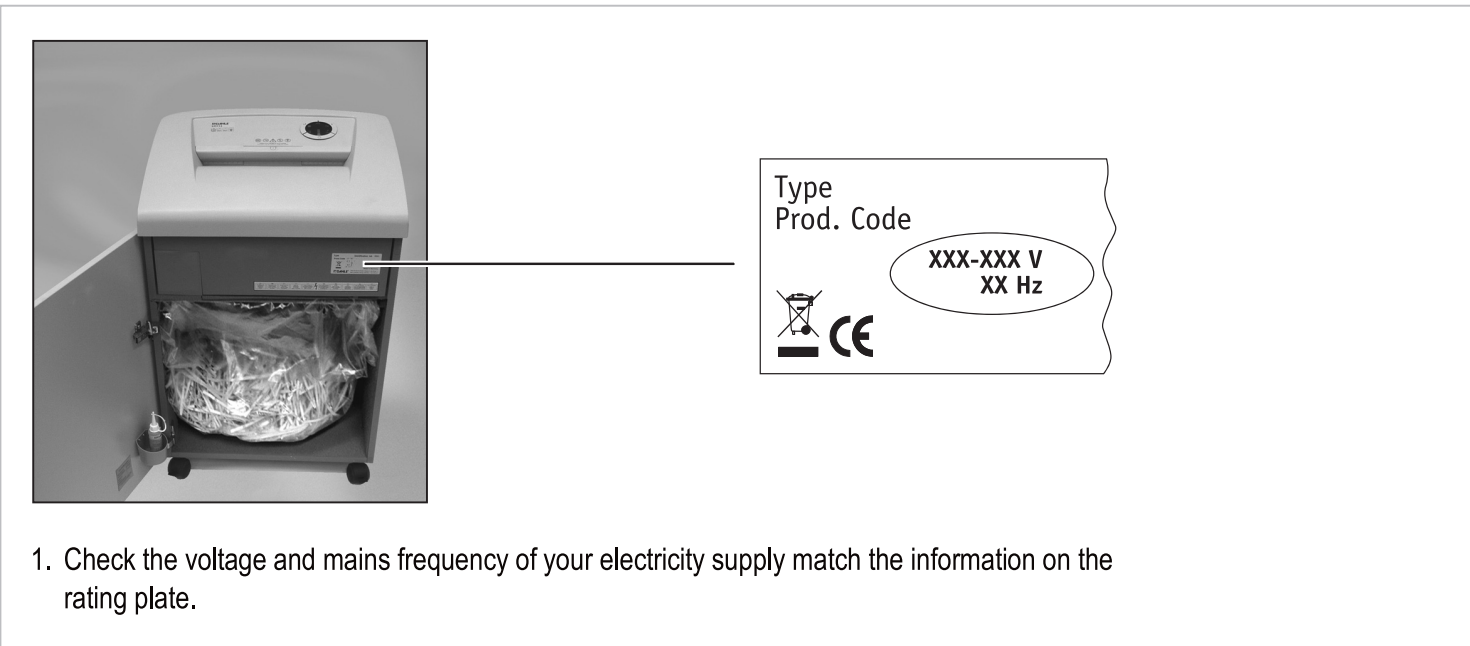 Type
Prod. Code
XXX-XXX V
XX Hz
CE
1. Check the voltage and mains frequency of your electricity supply match the information on the
rating plate.